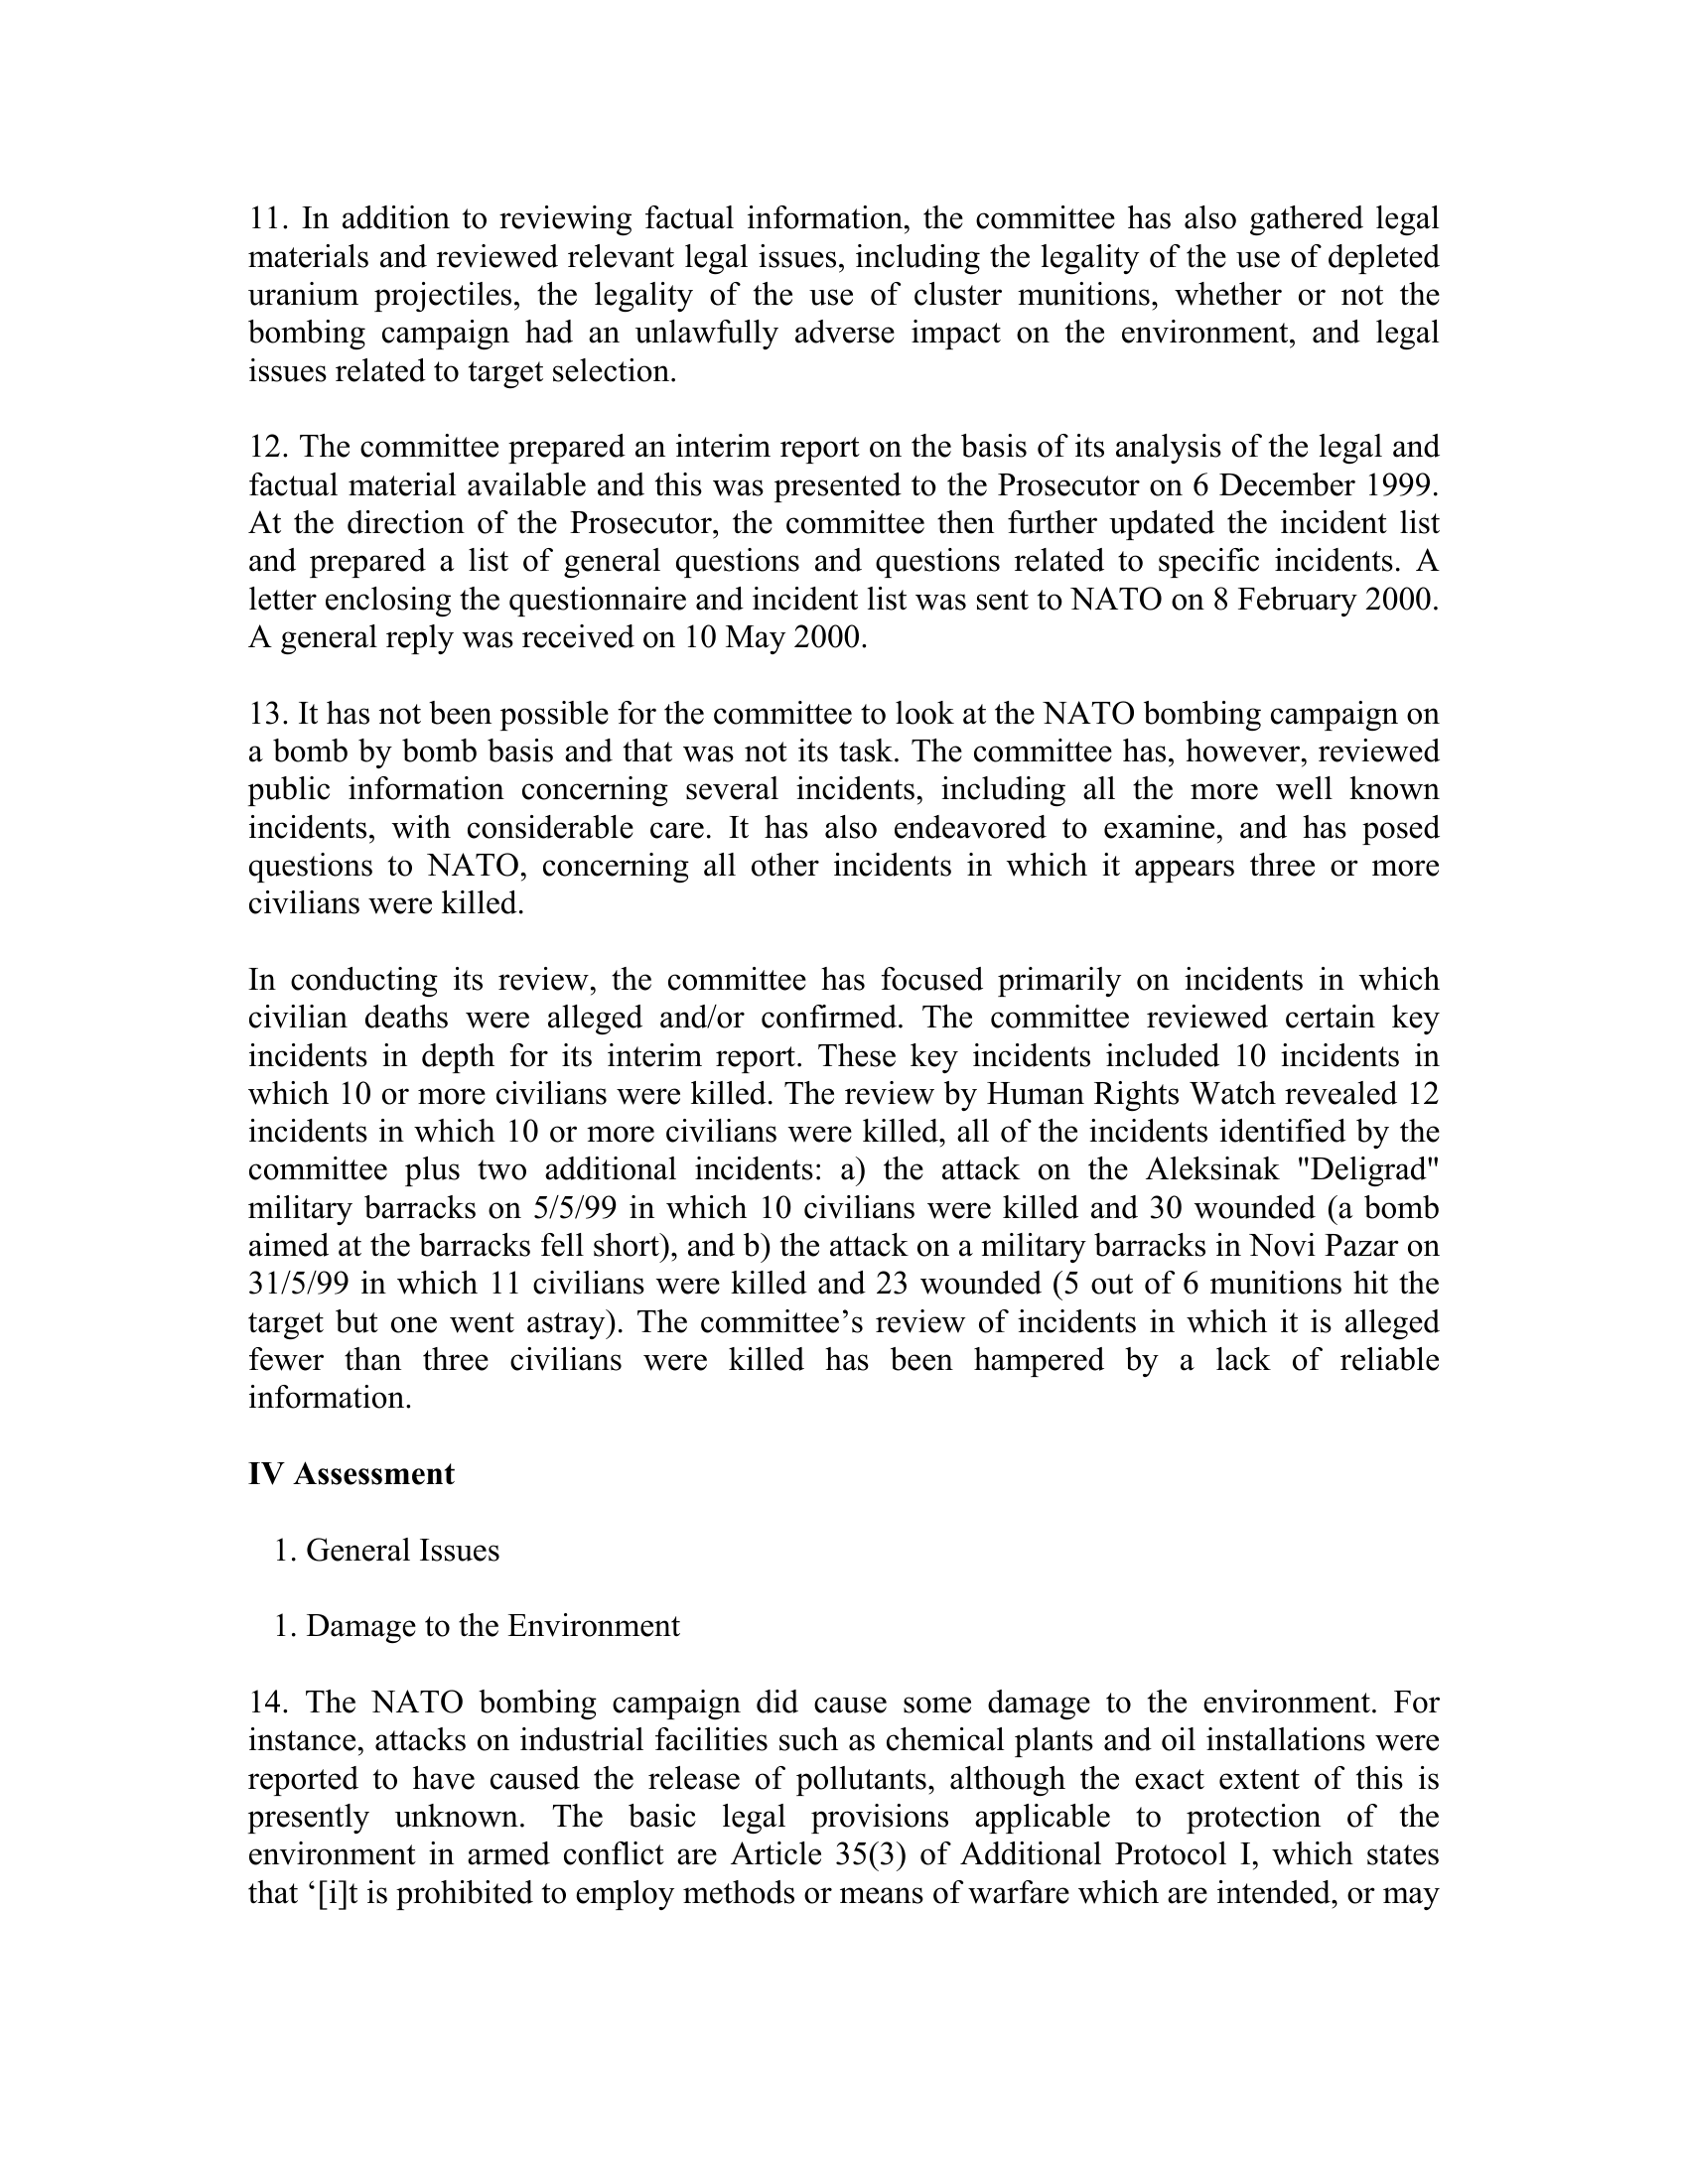 11. In addition to reviewing factual information, the committee has also gathered legal
materials and reviewed relevant legal issues, including the legality of the use of depleted
uranium projectiles, the legality of the use of cluster munitions, whether or not the
bombing campaign had an unlawfully adverse impact on the environment, and legal
issues related to target selection.
12. The committee prepared an interim report on the basis of its analysis of the legal and
factual material available and this was presented to the Prosecutor on 6 December 1999.
At the direction of the Prosecutor, the committee then further updated the incident list
and prepared a list of general questions and questions related to specific incidents. A
letter enclosing the questionnaire and incident list was sent to NATO on 8 February 2000.
A general reply was received on 10 May 2000.
13. It has not been possible for the committee to look at the NATO bombing campaign on
a bomb by bomb basis and that was not its task. The committee has, however, reviewed
public information concerning several incidents, including all the more well known
incidents, with considerable care. It has also endeavored to examine, and has posed
questions to NATO, concerning all other incidents in which it appears three or more
civilians were killed.
In conducting its review, the committee has focused primarily on incidents in which
civilian deaths were alleged and/or confirmed. The committee reviewed certain key
incidents in depth for its interim report. These key incidents included 10 incidents in
which 10 or more civilians were killed. The review by Human Rights Watch revealed 12
incidents in which 10 or more civilians were killed, all of the incidents identified by the
committee plus two additional incidents: a) the attack on the Aleksinak "Deligrad"
military barracks on 5/5/99 in which 10 civilians were killed and 30 wounded (a bomb
aimed at the barracks fell short), and b) the attack on a military barracks in Novi Pazar on
31/5/99 in which 11 civilians were killed and 23 wounded (5 out of 6 munitions hit the
target but one went astray). The committee’s review of incidents in which it is alleged
fewer than three civilians were killed has been hampered by a lack of reliable
information.
IV Assessment
1. General Issues
1. Damage to the Environment
14. The NATO bombing campaign did cause some damage to the environment. For
instance, attacks on industrial facilities such as chemical plants and oil installations were
reported to have caused the release of pollutants, although the exact extent of this is
presently unknown. The basic legal provisions applicable to protection of the
environment in armed conflict are Article 35(3) of Additional Protocol I, which states
that ‘[i]t is prohibited to employ methods or means of warfare which are intended, or may